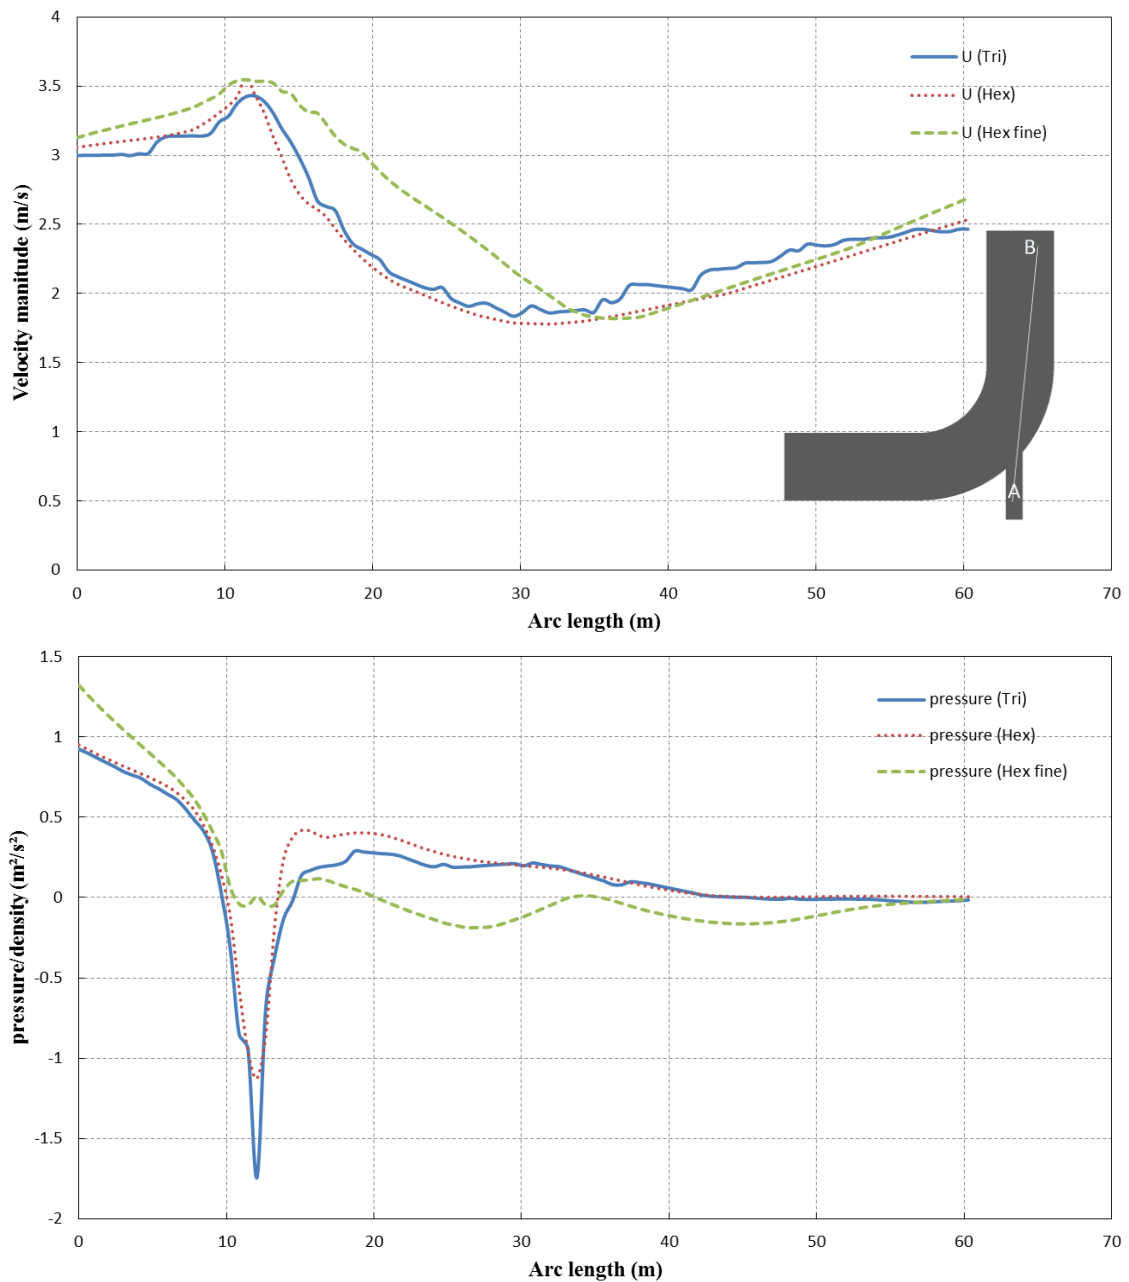 4
3.5
3
2.5
2
1.5
1
0.5
0
Velocity manitude (m/s)
U (Tri)
U (Hex)
U (Hex fine)
B
A
0 10 20 30 40 50 60 70
Arc length (m)
1.5
1
0.5
0
-0.5
-1
-1.5
-2
pressure/density (m²/s²)
pressure (Tri)
pressure (Hex)
pressure (Hex fine)
0 10 20 30 40 50 60 70
Arc length (m)